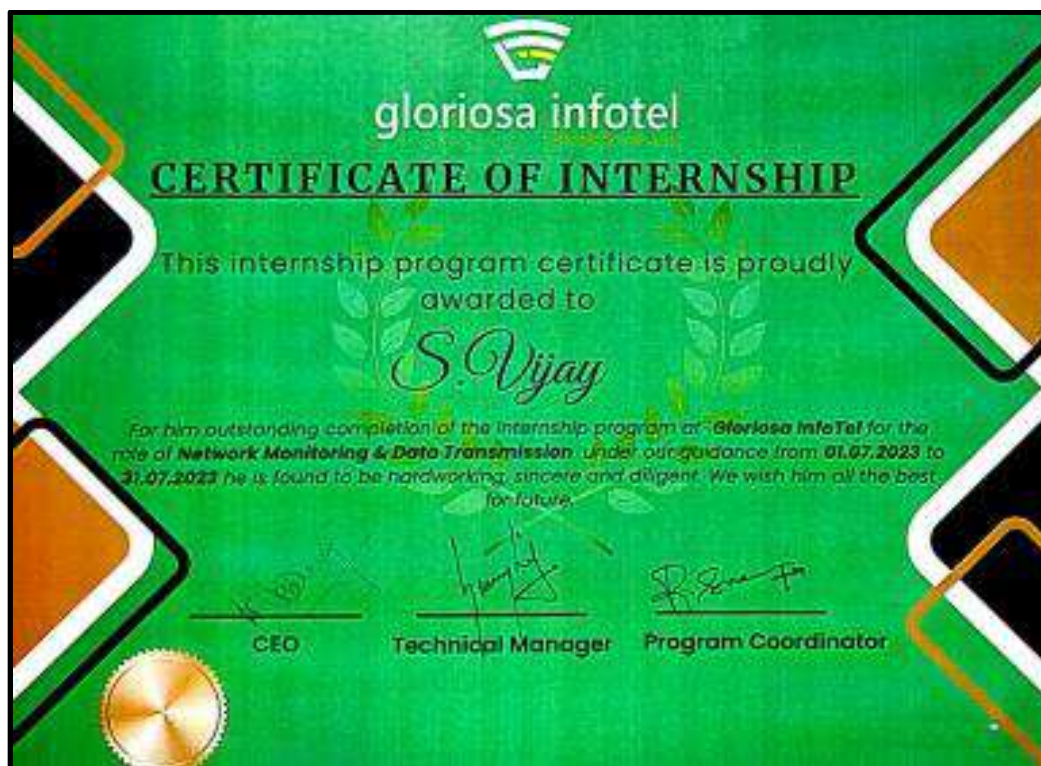 gloriosa infotel
CERTIFICATE OF INTERNSHIP
This internship program certificate is proudly
awarded to
S.Vijay
For him outstanding completion of the internship program at Gloriosa InfoTel for the
role of Network Monitoring & Data Transmission under our guidance from 01.07.2023 to
31.07.2023 he is found to be hardworking, sincere and diligent. We wish him all the best
for future.
CEO
Technical Manager
Program Coordinator